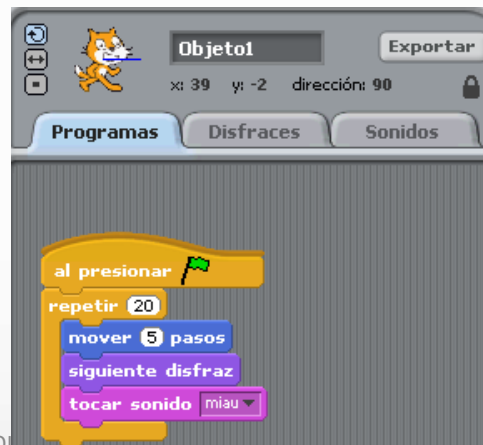 Objeto1
Exportar
x: 39 y: -2 dirección: 90
Programas
Disfraces
Sonidos
al presionar
repetir 20
mover 5 pasos
siguiente disfraz
tocar sonido miau